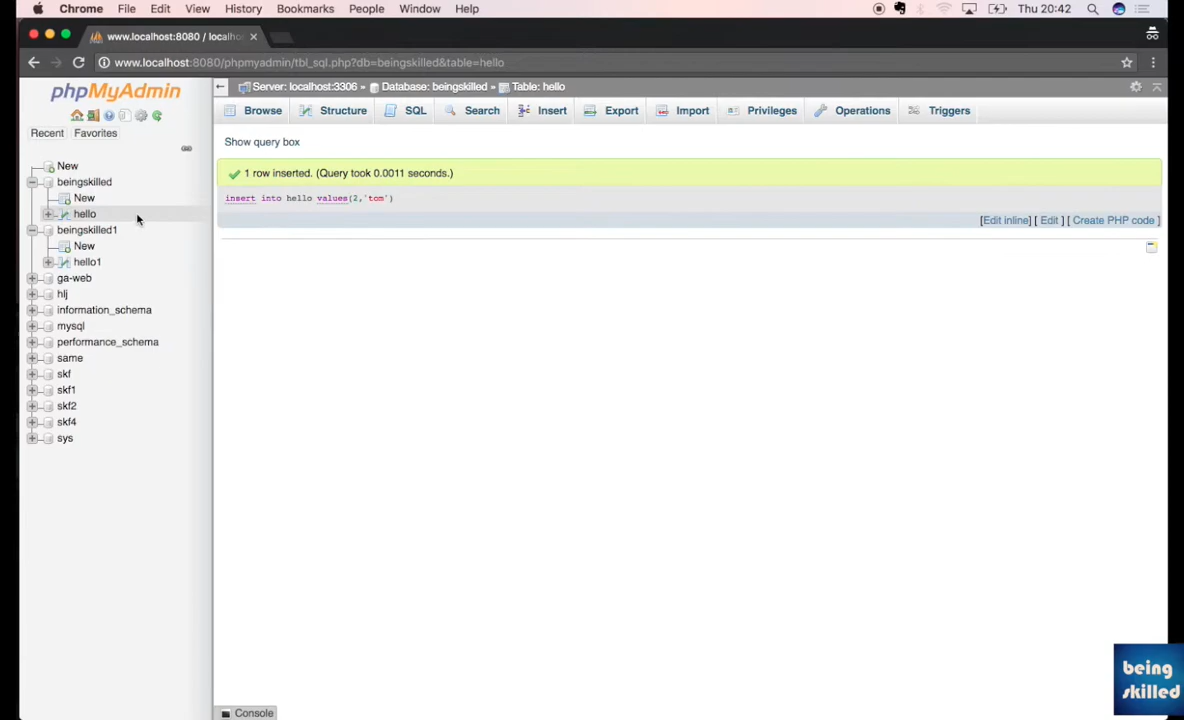 Chrome File Edit View History Bookmarks People Window Help Thu 20:42
www.localhost:8080 / localho
www.localhost:8080/phpmyadmin/tbl_sql.php?db=beingskilled&table=hello
phpMyAdmin
Recent Favorites
New
beingskilled
New
hello
beingskilled1
New
hello1
ga-web
hlj
information_schema
mysql
performance_schema
same
skf
skf1
skf2
skf4
sys
Server: localhost:3306 » Database: beingskilled » Table: hello
Browse Structure SQL Search Insert Export Import Privileges Operations Triggers
Show query box
1 row inserted. (Query took 0.0011 seconds.)
insert into hello values(2,'tom')
[Edit inline] [ Edit ] [ Create PHP code ]
Console
being
skilled